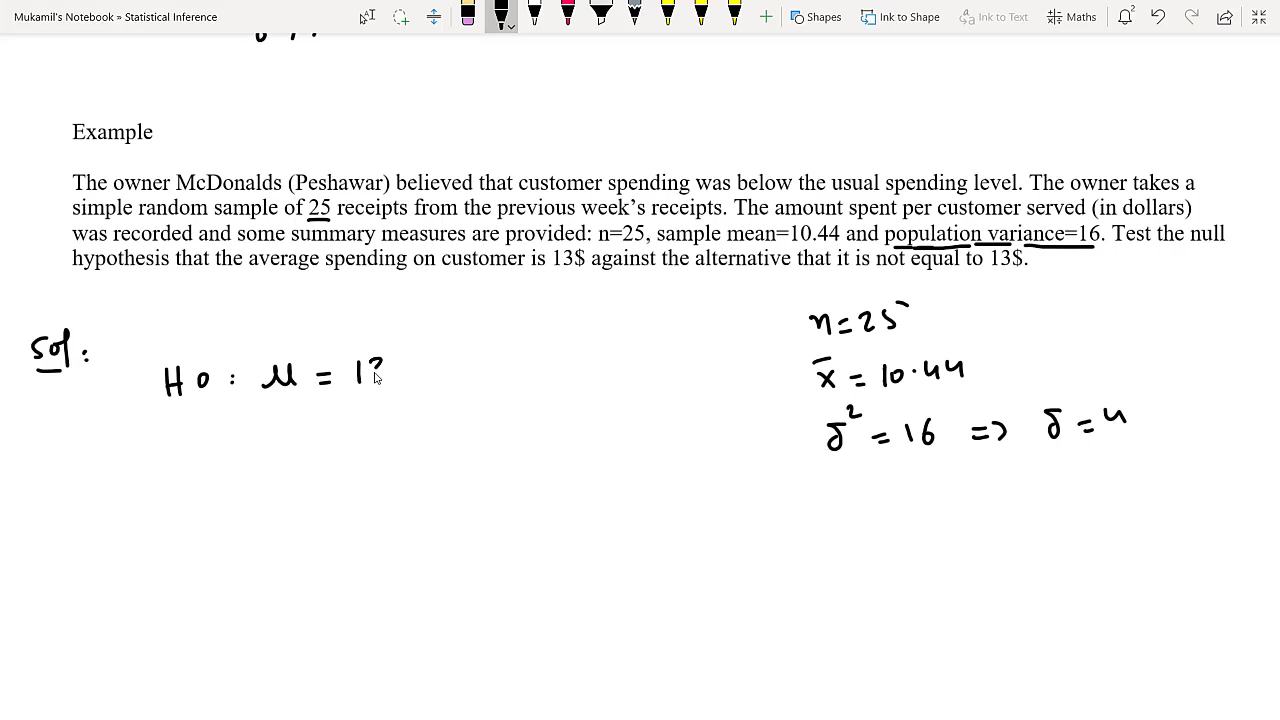 Mukamil's Notebook » Statistical Inference
Shapes Ink to Shape Ink to Text Maths 2
Example
The owner McDonalds (Peshawar) believed that customer spending was below the usual spending level. The owner takes a
simple random sample of 25 receipts from the previous week's receipts. The amount spent per customer served (in dollars)
was recorded and some summary measures are provided: n=25, sample mean=10.44 and population variance=16. Test the null
hypothesis that the average spending on customer is 13$ against the alternative that it is not equal to 13$.
n=25
Sol:
H0: μ = 1
x̄ = 10.44
σ² = 16 => σ = 4